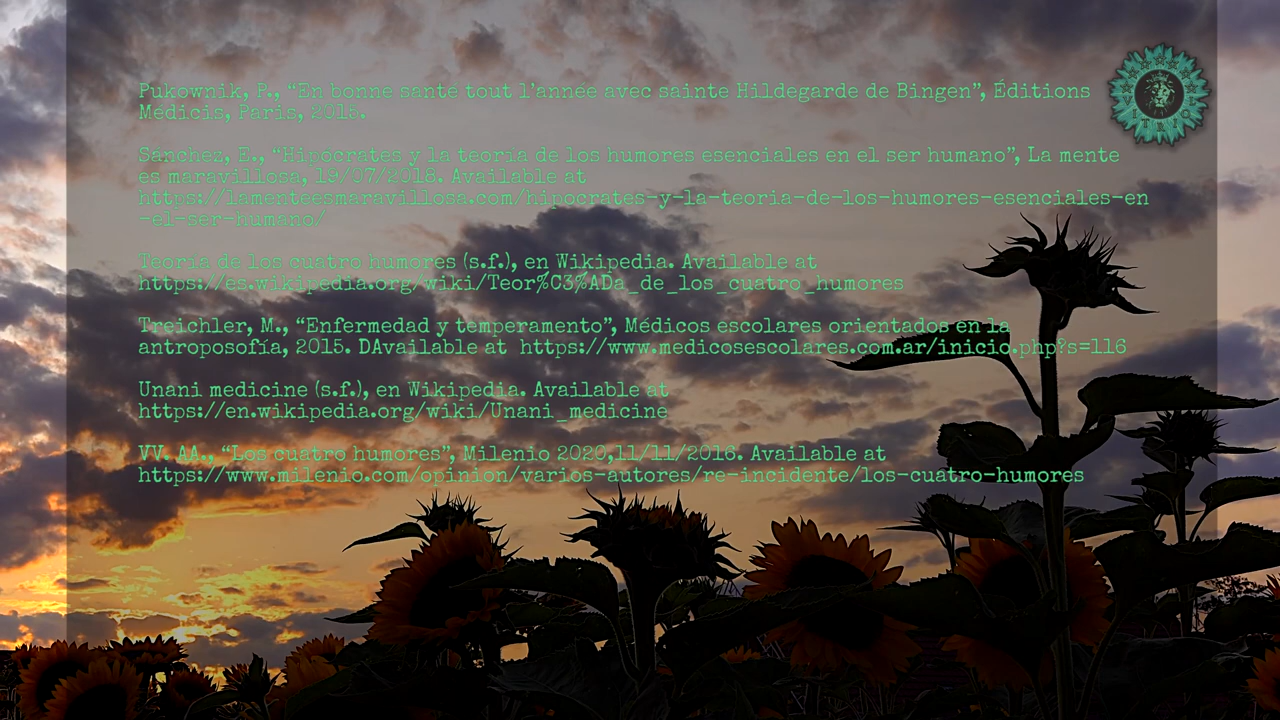 Pukownik, P., “En bonne santé tout l’année avec sainte Hildegarde de Bingen”, Éditions
Médicis, Paris, 2015.
Sánchez, E., “Hipócrates y la teoría de los humores esenciales en el ser humano”, La mente
es maravillosa, 19/07/2018. Available at
https://lamenteesmaravillosa.com/hipocrates-y-la-teoria-de-los-humores-esenciales-en
-el-ser-humano/
Teoría de los cuatro humores (s.f.), en Wikipedia. Available at
https://es.wikipedia.org/wiki/Teor%C3%ADa_de_los_cuatro_humores
Treichler, M., “Enfermedad y temperamento”, Médicos escolares orientados en la
antroposofía, 2015. DAvailable at https://www.medicosescolares.com.ar/inicio.php?s=116
Unani medicine (s.f.), en Wikipedia. Available at
https://en.wikipedia.org/wiki/Unani_medicine
VV. AA., “Los cuatro humores”, Milenio 2020,11/11/2016. Available at
https://www.milenio.com/opinion/varios-autores/re-incidente/los-cuatro-humores